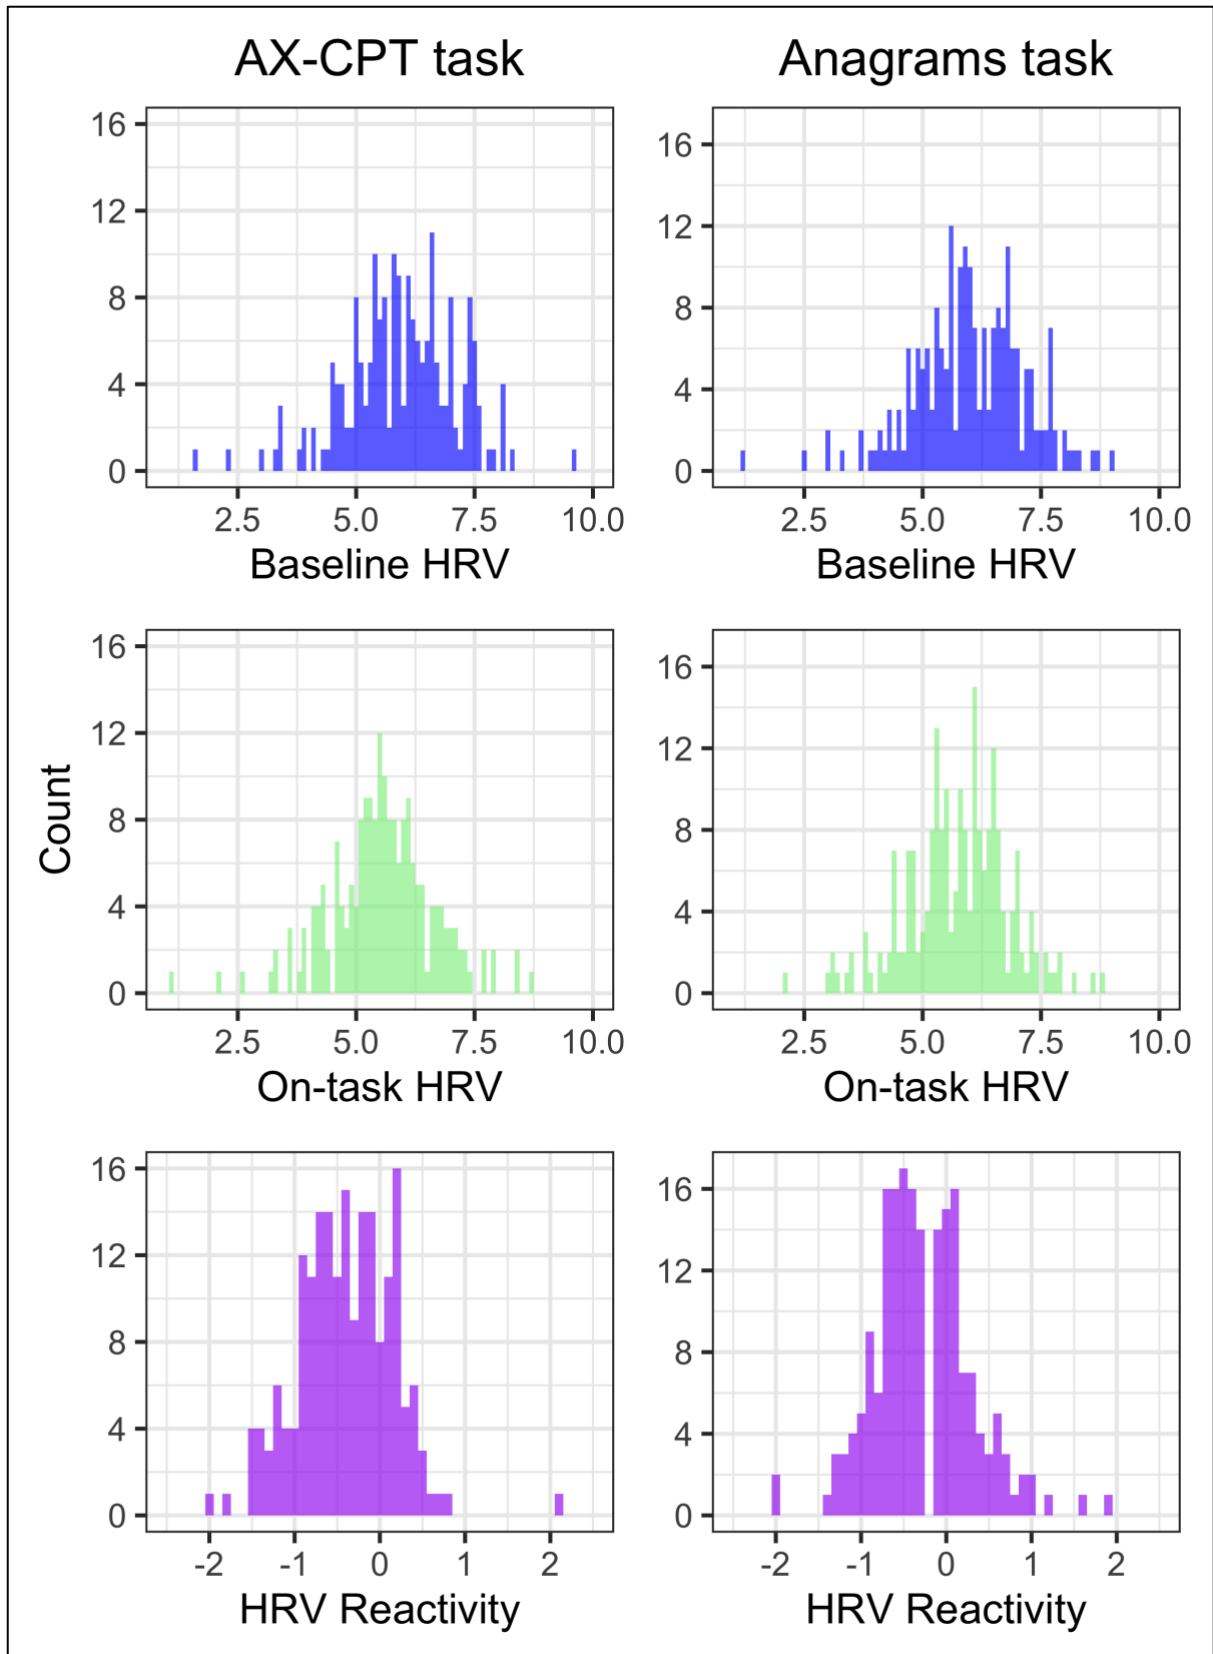 AX-CPT task
Anagrams task
16
12
8
4
0
2.5 5.0 7.5 10.0
Baseline HRV
16
12
8
4
0
2.5 5.0 7.5 10.0
Baseline HRV
Count
16
12
8
4
0
2.5 5.0 7.5 10.0
On-task HRV
16
12
8
4
0
2.5 5.0 7.5 10.0
On-task HRV
16
12
8
4
0
-2 -1 0 1 2
HRV Reactivity
16
12
8
4
0
-2 -1 0 1 2
HRV Reactivity